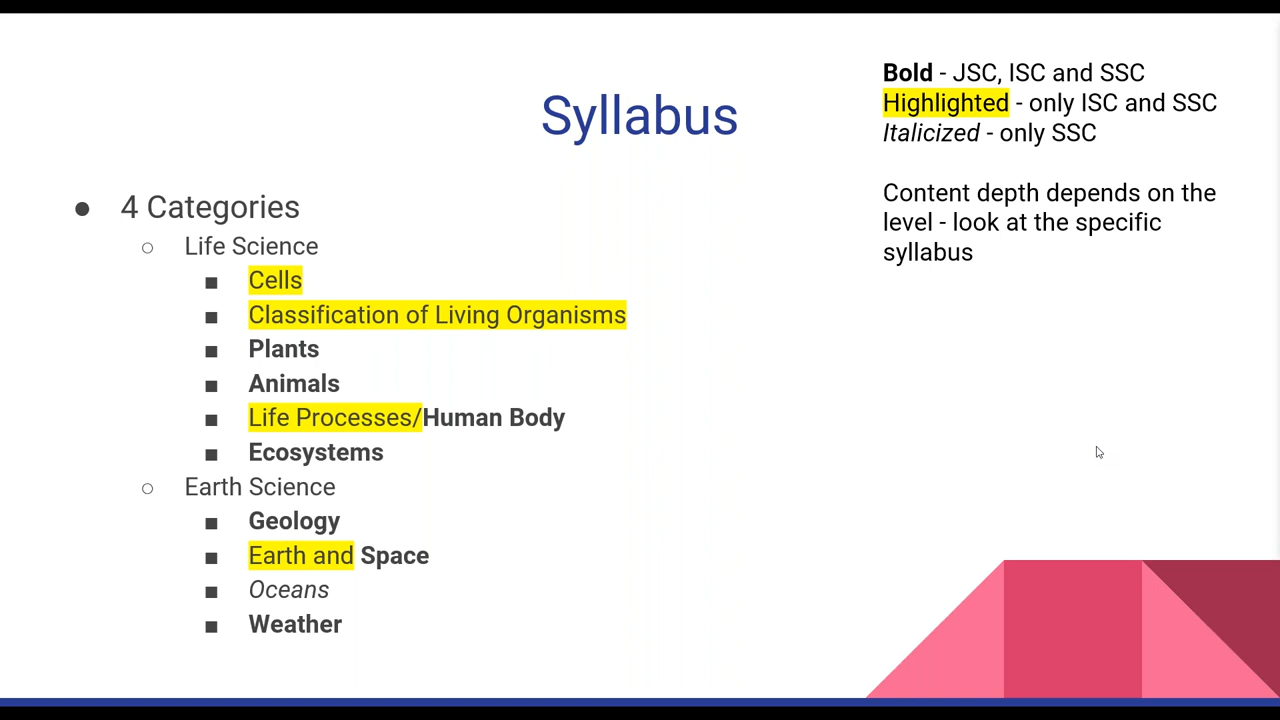 Syllabus
Bold - JSC, ISC and SSC
Highlighted - only ISC and SSC
Italicized - only SSC
Content depth depends on the
level - look at the specific
syllabus
● 4 Categories
○ Life Science
■ Cells
■ Classification of Living Organisms
■ Plants
■ Animals
■ Life Processes/Human Body
■ Ecosystems
○ Earth Science
■ Geology
■ Earth and Space
■ Oceans
■ Weather